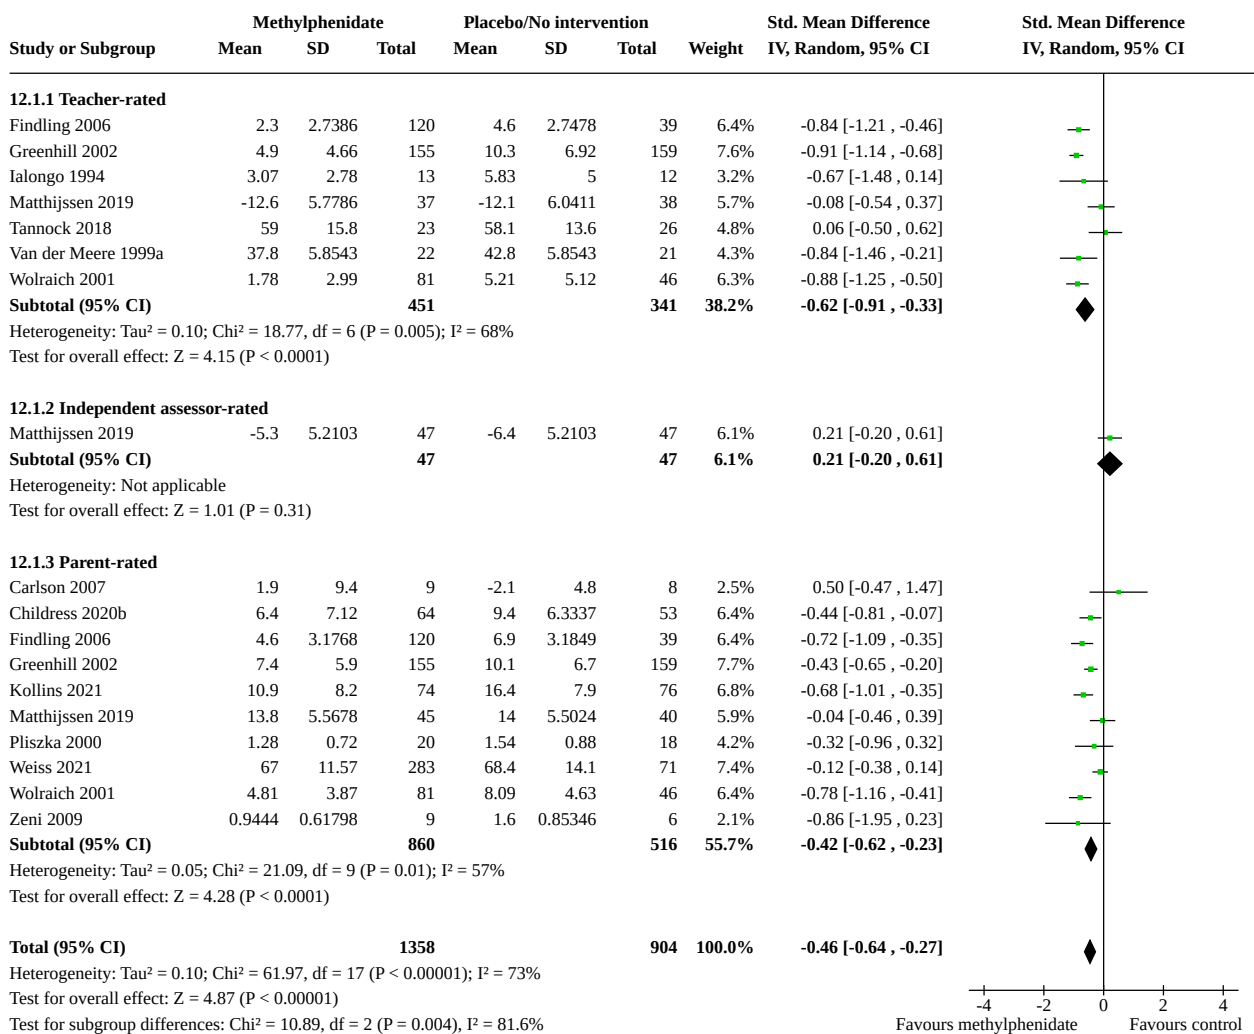 Methylphenidate Placebo/No intervention Std. Mean Difference Std. Mean Difference
Study or Subgroup Mean SD Total Mean SD Total Weight IV, Random, 95% CI IV, Random, 95% CI
12.1.1 Teacher-rated
Findling 2006 2.3 2.7386 120 4.6 2.7478 39 6.4% -0.84 [-1.21 , -0.46]
Greenhill 2002 4.9 4.66 155 10.3 6.92 159 7.6% -0.91 [-1.14 , -0.68]
Ialongo 1994 3.07 2.78 13 5.83 5 12 3.2% -0.67 [-1.48 , 0.14]
Matthijssen 2019 -12.6 5.7786 37 -12.1 6.0411 38 5.7% -0.08 [-0.54 , 0.37]
Tannock 2018 59 15.8 23 58.1 13.6 26 4.8% 0.06 [-0.50 , 0.62]
Van der Meere 1999a 37.8 5.8543 22 42.8 5.8543 21 4.3% -0.84 [-1.46 , -0.21]
Wolraich 2001 1.78 2.99 81 5.21 5.12 46 6.3% -0.88 [-1.25 , -0.50]
Subtotal (95% CI) 451 341 38.2% -0.62 [-0.91 , -0.33]
Heterogeneity: Tau² = 0.10; Chi² = 18.77, df = 6 (P = 0.005); I² = 68%
Test for overall effect: Z = 4.15 (P < 0.0001)
12.1.2 Independent assessor-rated
Matthijssen 2019 -5.3 5.2103 47 -6.4 5.2103 47 6.1% 0.21 [-0.20 , 0.61]
Subtotal (95% CI) 47 47 6.1% 0.21 [-0.20 , 0.61]
Heterogeneity: Not applicable
Test for overall effect: Z = 1.01 (P = 0.31)
12.1.3 Parent-rated
Carlson 2007 1.9 9.4 9 -2.1 4.8 8 2.5% 0.50 [-0.47 , 1.47]
Childress 2020b 6.4 7.12 64 9.4 6.3337 53 6.4% -0.44 [-0.81 , -0.07]
Findling 2006 4.6 3.1768 120 6.9 3.1849 39 6.4% -0.72 [-1.09 , -0.35]
Greenhill 2002 7.4 5.9 155 10.1 6.7 159 7.7% -0.43 [-0.65 , -0.20]
Kollins 2021 10.9 8.2 74 16.4 7.9 76 6.8% -0.68 [-1.01 , -0.35]
Matthijssen 2019 13.8 5.5678 45 14 5.5024 40 5.9% -0.04 [-0.46 , 0.39]
Pliszka 2000 1.28 0.72 20 1.54 0.88 18 4.2% -0.32 [-0.96 , 0.32]
Weiss 2021 67 11.57 283 68.4 14.1 71 7.4% -0.12 [-0.38 , 0.14]
Wolraich 2001 4.81 3.87 81 8.09 4.63 46 6.4% -0.78 [-1.16 , -0.41]
Zeni 2009 0.9444 0.61798 9 1.6 0.85346 6 2.1% -0.86 [-1.95 , 0.23]
Subtotal (95% CI) 860 516 55.7% -0.42 [-0.62 , -0.23]
Heterogeneity: Tau² = 0.05; Chi² = 21.09, df = 9 (P = 0.01); I² = 57%
Test for overall effect: Z = 4.28 (P < 0.0001)
Total (95% CI) 1358 904 100.0% -0.46 [-0.64 , -0.27]
Heterogeneity: Tau² = 0.10; Chi² = 61.97, df = 17 (P < 0.00001); I² = 73%
Test for overall effect: Z = 4.87 (P < 0.00001) -4 -2 0 2 4
Test for subgroup differences: Chi² = 10.89, df = 2 (P = 0.004), I² = 81.6% Favours methylphenidate Favours control